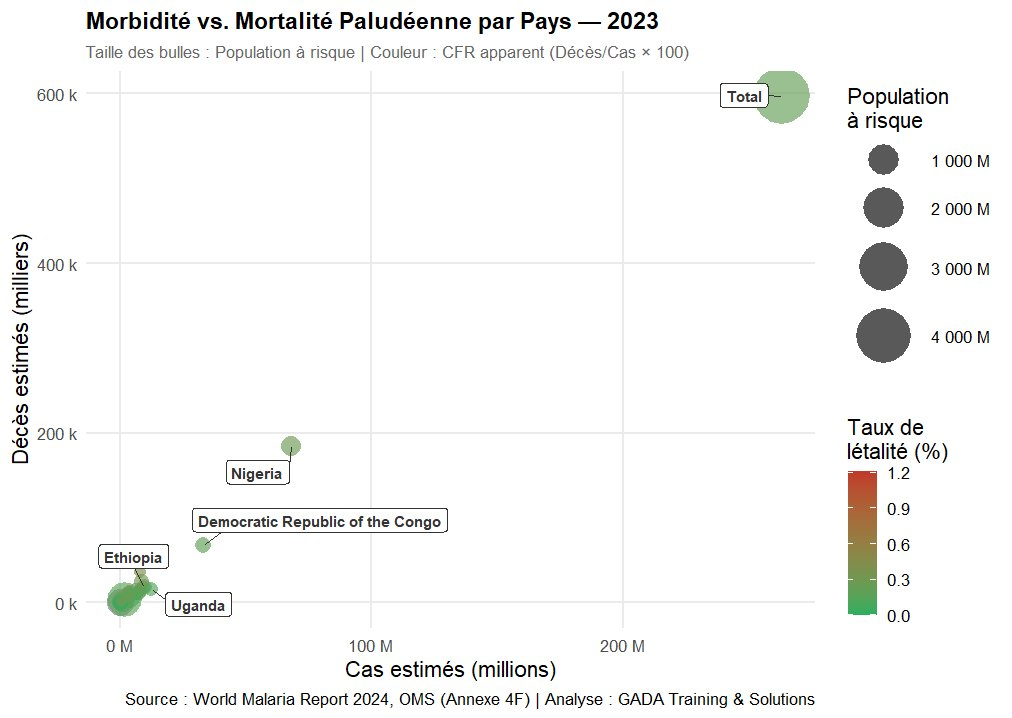 Morbidité vs. Mortalité Paludéenne par Pays — 2023
Taille des bulles : Population à risque | Couleur : CFR apparent (Décès/Cas × 100)
Décès estimés (milliers)
600 k
400 k
200 k
0 k
Total
Nigeria
Democratic Republic of the Congo
Ethiopia
Uganda
0 M
100 M
200 M
Cas estimés (millions)
Population
à risque
1 000 M
2 000 M
3 000 M
4 000 M
Taux de
létalité (%)
1.2
0.9
0.6
0.3
0.0
Source : World Malaria Report 2024, OMS (Annexe 4F) | Analyse : GADA Training & Solutions